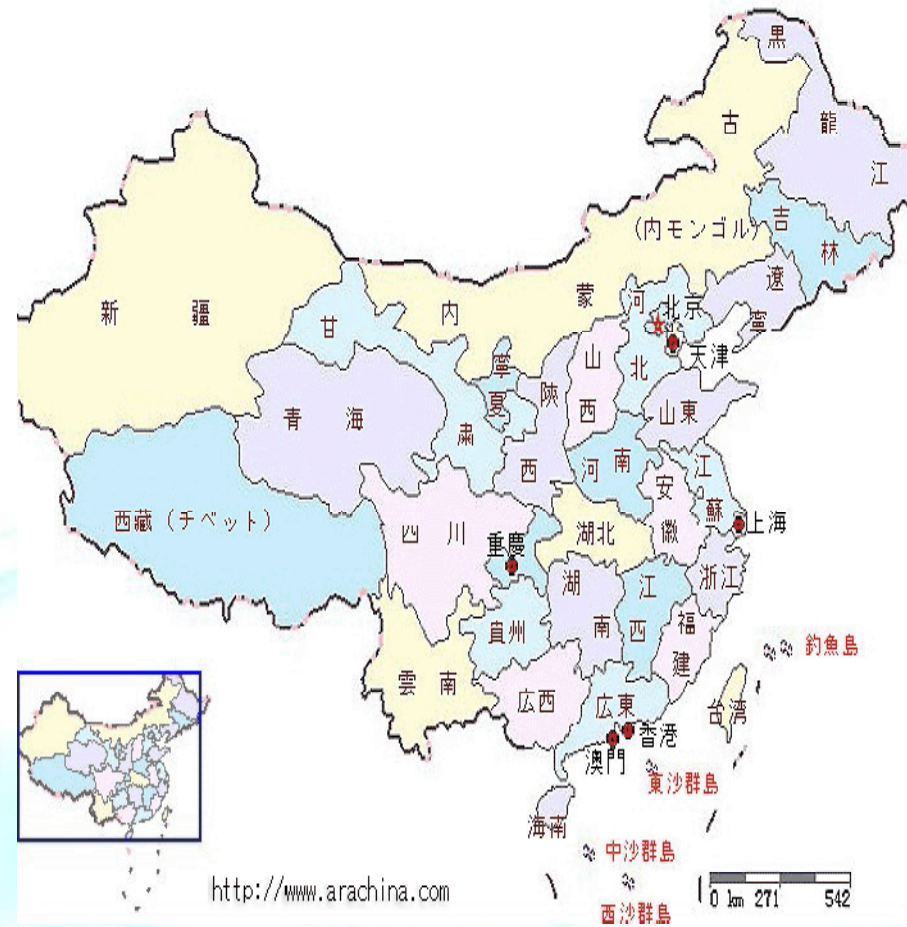 黒
龍
江
古
吉
林
(内モンゴル)
遼
寧
新 疆
甘
内
蒙
河
北
北京
天津
山
西
寧
夏
陝
西
肅
青 海
山東
河 南
江
蘇
安
徽
上海
西藏（チベット）
四 川
重慶
湖北
浙江
湖
南
江
西
福
建
貴州
釣魚島
雲 南
広西
広東
台湾
香港
澳門
東沙群島
海南
中沙群島
西沙群島
http://www.arachina.com
0 km 271 542